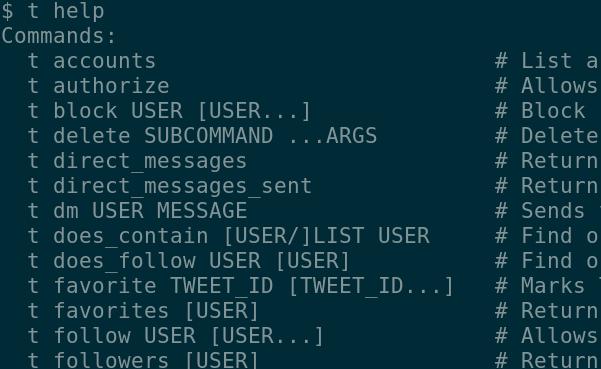 $ t help
Commands:
  t accounts                          # List a
  t authorize                         # Allows
  t block USER [USER...]              # Block
  t delete SUBCOMMAND ...ARGS         # Delete
  t direct_messages                   # Return
  t direct_messages_sent              # Return
  t dm USER MESSAGE                   # Sends
  t does_contain [USER/]LIST USER     # Find o
  t does_follow USER [USER]           # Find o
  t favorite TWEET_ID [TWEET_ID...]   # Marks
  t favorites [USER]                  # Return
  t follow USER [USER...]             # Allows
  t followers [USER]                  # Return